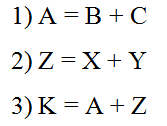 1) A = B + C
2) Z = X + Y
3) K = A + Z